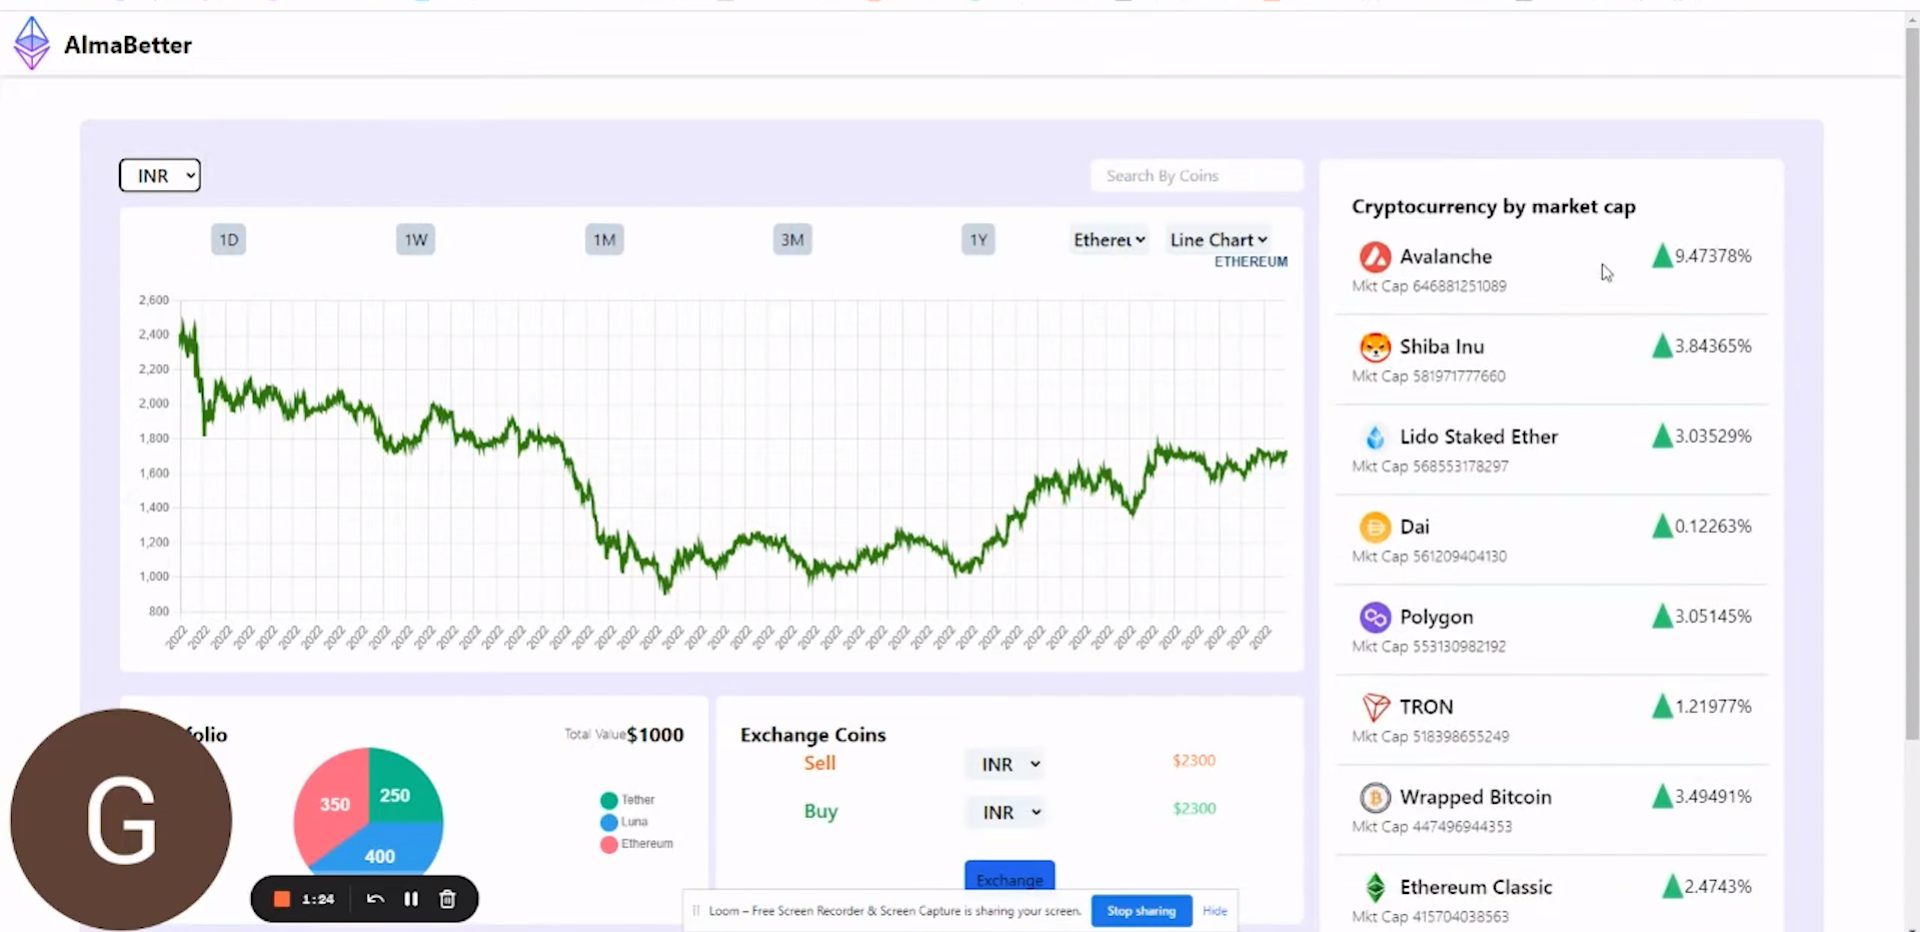 AlmaBetter
INR
Search By Coins
1D
1W
1M
3M
1Y
Ethereu
Line Chart
ETHEREUM
2,600
2,400
2,200
2,000
1,800
1,600
1,400
1,200
1,000
800
2022 2022 2022 2022 2022 2022 2022 2022 2022 2022 2022 2022 2022 2022 2022 2022 2022 2022 2022 2022 2022 2022 2022 2022 2022 2022 2022 2022 2022 2022 2022 2022 2022 2022 2022 2022 2022 2022 2022 2022 2022 2022 2022 2022 2022 2022 2022 2022 2022
folio
Total Value $1000
350
250
400
Tether
Luna
Ethereum
G
1:24
Exchange Coins
Sell
INR
$2300
Buy
INR
$2300
Exchange
Loom – Free Screen Recorder & Screen Capture is sharing your screen.
Stop sharing
Hide
Cryptocurrency by market cap
Avalanche
9.47378%
Mkt Cap 646881251089
Shiba Inu
3.84365%
Mkt Cap 581971777660
Lido Staked Ether
3.03529%
Mkt Cap 568553178297
Dai
0.12263%
Mkt Cap 561209404130
Polygon
3.05145%
Mkt Cap 553130982192
TRON
1.21977%
Mkt Cap 518398655249
Wrapped Bitcoin
3.49491%
Mkt Cap 447496944353
Ethereum Classic
2.4743%
Mkt Cap 415704038563